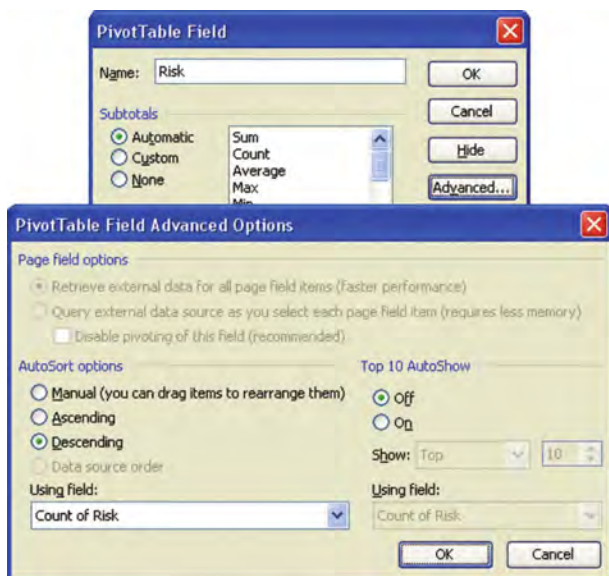 PivotTable Field
Name: Risk
OK
Subtotals
Cancel
Automatic
Custom
None
Sum
Count
Average
Max
Min
Hide
Advanced...
PivotTable Field Advanced Options
Page field options
Retrieve external data for all page field items (faster performance)
Query external data source as you select each page field item (requires less memory)
Disable pivoting of this field (recommended)
AutoSort options
Manual (you can drag items to rearrange them)
Ascending
Descending
Data source order
Using field:
Count of Risk
Top 10 AutoShow
Off
On
Show: Top 10
Using field:
Count of Risk
OK Cancel